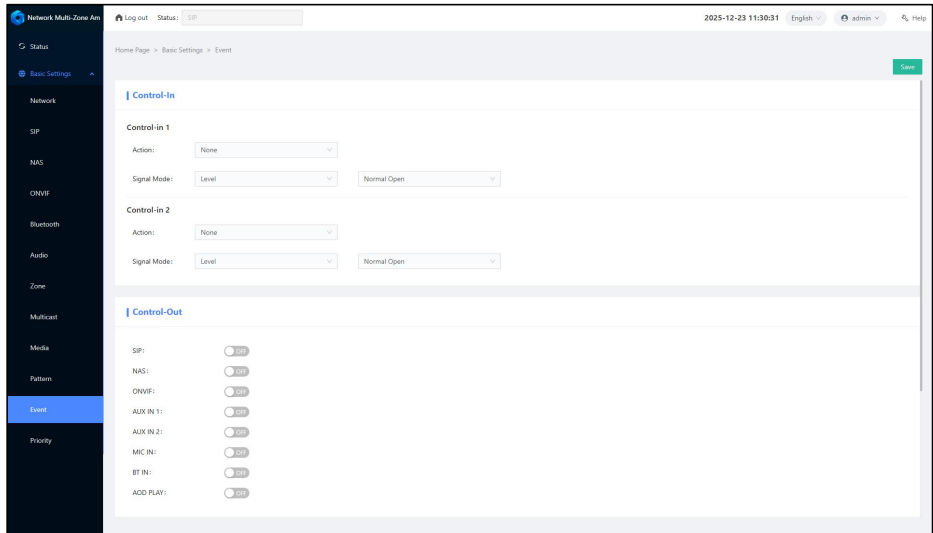 Network Multi-Zone Am
Log out Status: SIP
2025-12-23 11:30:31 English admin Help
Status
Basic Settings
Network
SIP
NAS
ONVIF
Bluetooth
Audio
Zone
Multicast
Media
Pattern
Event
Priority
Home Page > Basic Settings > Event
Save
Control-In
Control-in 1
Action: None
Signal Mode: Level Normal Open
Control-in 2
Action: None
Signal Mode: Level Normal Open
Control-Out
SIP: OFF
NAS: OFF
ONVIF: OFF
AUX IN 1: OFF
AUX IN 2: OFF
MIC IN: OFF
BT IN: OFF
AOD PLAY: OFF